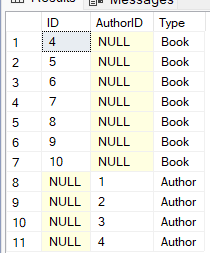 Results Messages
ID AuthorID Type
1 4 NULL Book
2 5 NULL Book
3 6 NULL Book
4 7 NULL Book
5 8 NULL Book
6 9 NULL Book
7 10 NULL Book
8 NULL 1 Author
9 NULL 2 Author
10 NULL 3 Author
11 NULL 4 Author